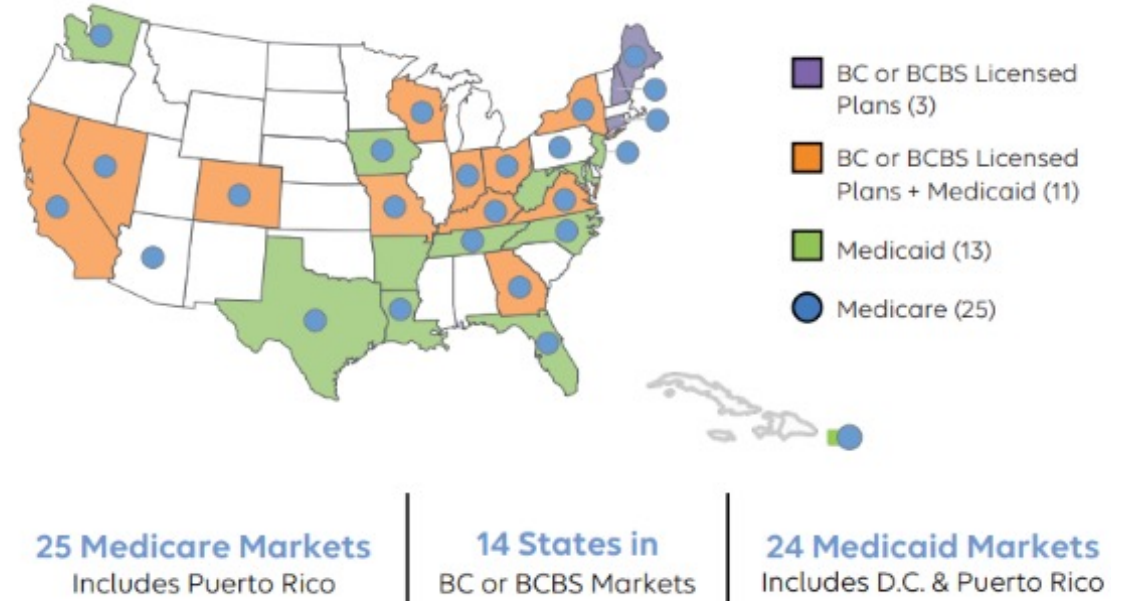 BC or BCBS Licensed
Plans (3)
BC or BCBS Licensed
Plans + Medicaid (11)
Medicaid (13)
Medicare (25)
25 Medicare Markets
Includes Puerto Rico
14 States in
BC or BCBS Markets
24 Medicaid Markets
Includes D.C. & Puerto Rico